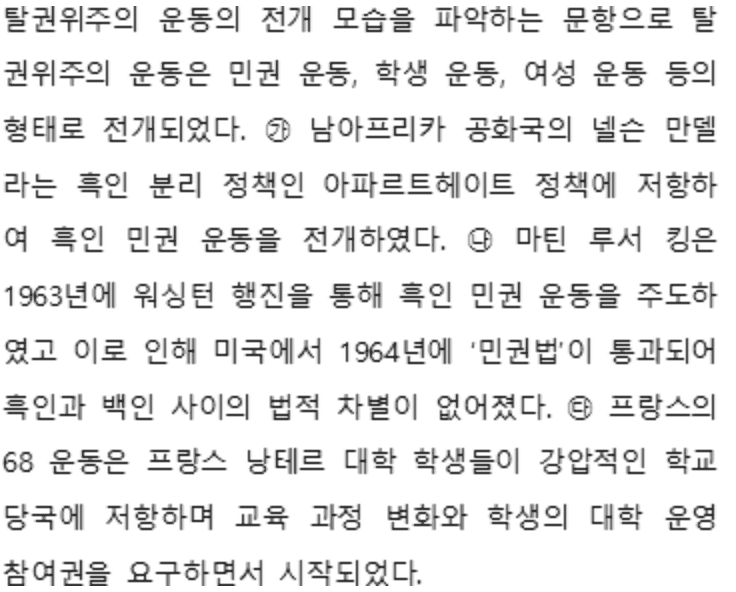 탈권위주의 운동의 전개 모습을 파악하는 문항으로 탈
권위주의 운동은 민권 운동, 학생 운동, 여성 운동 등의
형태로 전개되었다. ㉮ 남아프리카 공화국의 넬슨 만델
라는 흑인 분리 정책인 아파르트헤이트 정책에 저항하
여 흑인 민권 운동을 전개하였다. ㉯ 마틴 루서 킹은
1963년에 워싱턴 행진을 통해 흑인 민권 운동을 주도하
였고 이로 인해 미국에서 1964년에 ‘민권법’이 통과되어
흑인과 백인 사이의 법적 차별이 없어졌다. ㉺ 프랑스의
68 운동은 프랑스 낭테르 대학 학생들이 강압적인 학교
당국에 저항하며 교육 과정 변화와 학생의 대학 운영
참여권을 요구하면서 시작되었다.